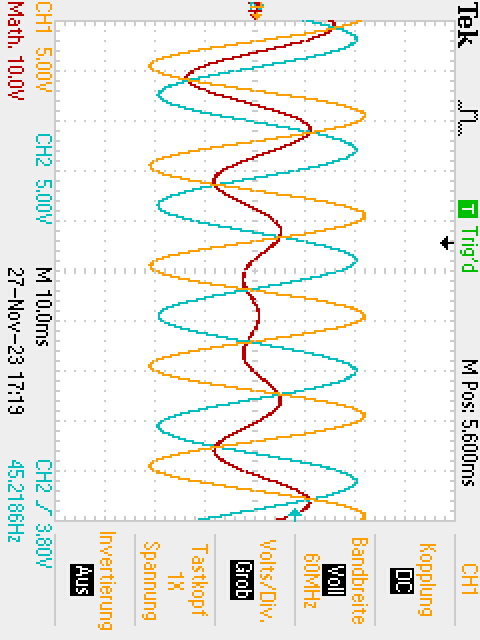 Tek
T Trig'd
M Pos: 5.600ms
CH1
Kopplung
DC
Bandbreite
Voll
60MHz
Volts/Div.
Grob
Tastkopf
1X
Spannung
Invertierung
Aus
CH1 5.00V CH2 5.00V M 10.0ms CH2 / 3.80V
Math 10.0V 27-Nov-23 17:19 45.2186Hz